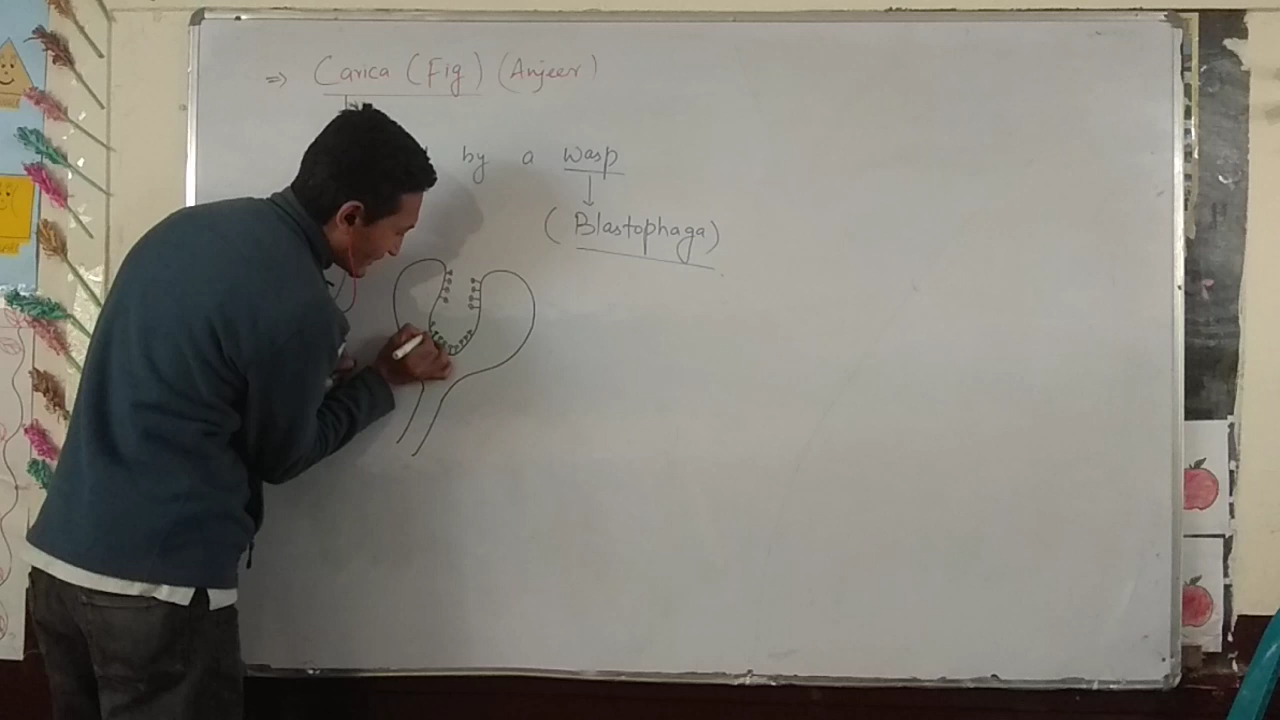 ⇒ Carica (Fig) (Anjeer)
by a wasp
↓
(Blastophaga)